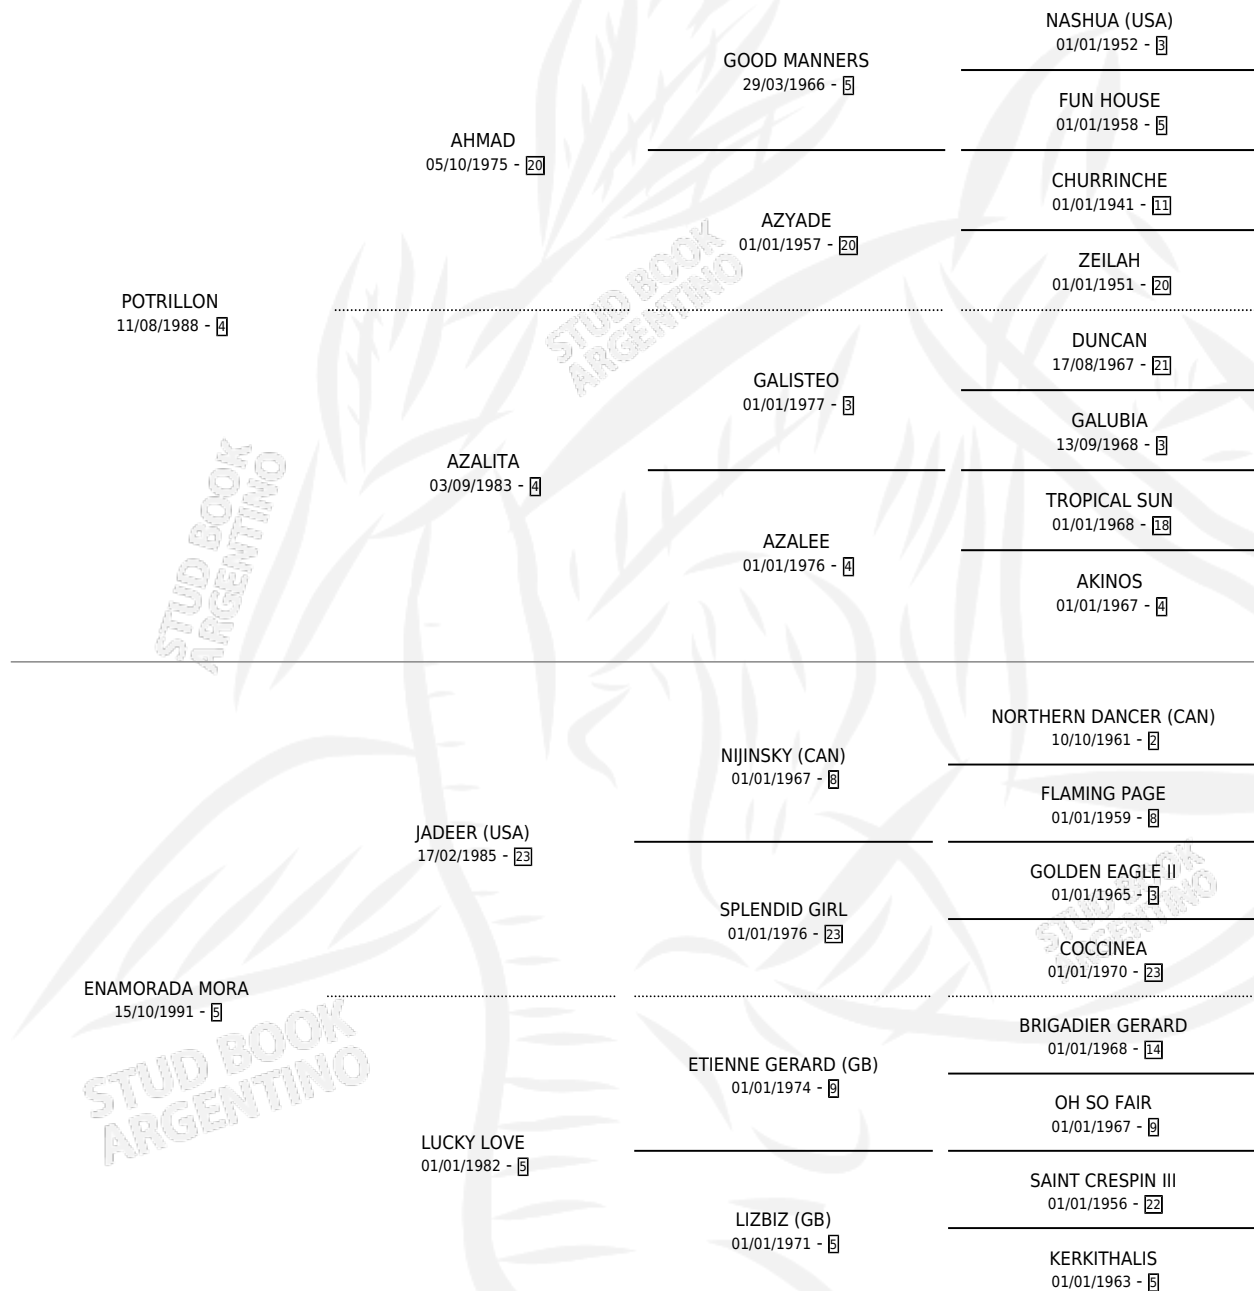 NASHUA (USA)
01/01/1952 - 3
GOOD MANNERS
29/03/1966 - 5
FUN HOUSE
01/01/1958 - 5
AHMAD
05/10/1975 - 20
CHURRINCHE
01/01/1941 - 11
AZYADE
01/01/1957 - 20
ZEILAH
01/01/1951 - 20
POTRILLON
11/08/1988 - 4
DUNCAN
17/08/1967 - 21
GALISTEO
01/01/1977 - 3
GALUBIA
13/09/1968 - 3
AZALITA
03/09/1983 - 4
TROPICAL SUN
01/01/1968 - 18
AZALEE
01/01/1976 - 4
AKINOS
01/01/1967 - 4
NORTHERN DANCER (CAN)
10/10/1961 - 2
NIJINSKY (CAN)
01/01/1967 - 8
FLAMING PAGE
01/01/1959 - 8
JADEER (USA)
17/02/1985 - 23
GOLDEN EAGLE II
01/01/1965 - 3
SPLENDID GIRL
01/01/1976 - 23
COCCINEA
01/01/1970 - 23
ENAMORADA MORA
15/10/1991 - 5
BRIGADIER GERARD
01/01/1968 - 14
ETIENNE GERARD (GB)
01/01/1974 - 9
OH SO FAIR
01/01/1967 - 9
LUCKY LOVE
01/01/1982 - 5
SAINT CRESPIN III
01/01/1956 - 22
LIZBIZ (GB)
01/01/1971 - 5
KERKITHALIS
01/01/1963 - 5
STUD BOOK
ARGENTINO
STUD BOOK
ARGENTINO
STUD BOOK
ARGENTINO
STUD BOOK
ARGENTINO